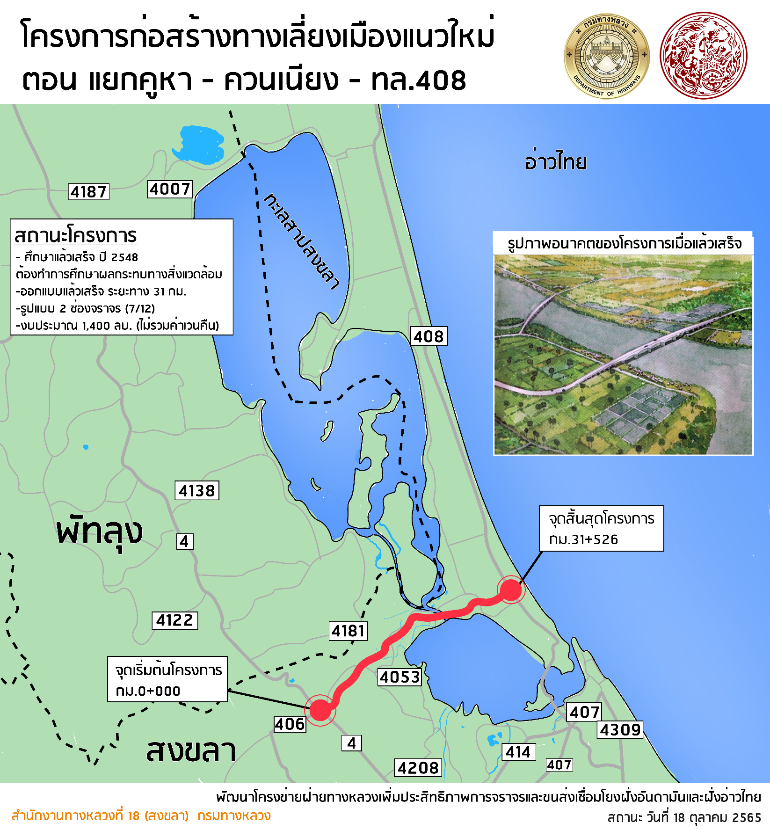 โครงการก่อสร้างทางเลี่ยงเมืองแนวใหม่
ตอน แยกคูหา - ควนเนียง - ทล.408
กรมทางหลวง
DEPARTMENT OF HIGHWAYS
อ่าวไทย
4187
4007
ทะเลสาปสงขลา
สถานะโครงการ
- ศึกษาแล้วเสร็จ ปี 2548
ต้องทำการศึกษาผลกระทบทางสิ่งแวดล้อม
-ออกแบบแล้วเสร็จ ระยะทาง 31 กม.
-รูปแบบ 2 ช่องจราจร (7/12)
-งบประมาณ 1,400 ลบ. (ไม่รวมค่าเวนคืน)
รูปภาพอนาคตของโครงการเมื่อแล้วเสร็จ
408
4138
พัทลุง
4
จุดสิ้นสุดโครงการ
กม.31+526
4122
4181
จุดเริ่มต้นโครงการ
กม.0+000
4053
406
407
4309
สงขลา
4
414
4208
407
พัฒนาโครงข่ายฝ่ายทางหลวงเพิ่มประสิทธิภาพการจราจรและขนส่งเชื่อมโยงฝั่งอันดามันและฝั่งอ่าวไทย
สำนักงานทางหลวงที่ 18 (สงขลา) กรมทางหลวง
สถานะ วันที่ 18 ตุลาคม 2565